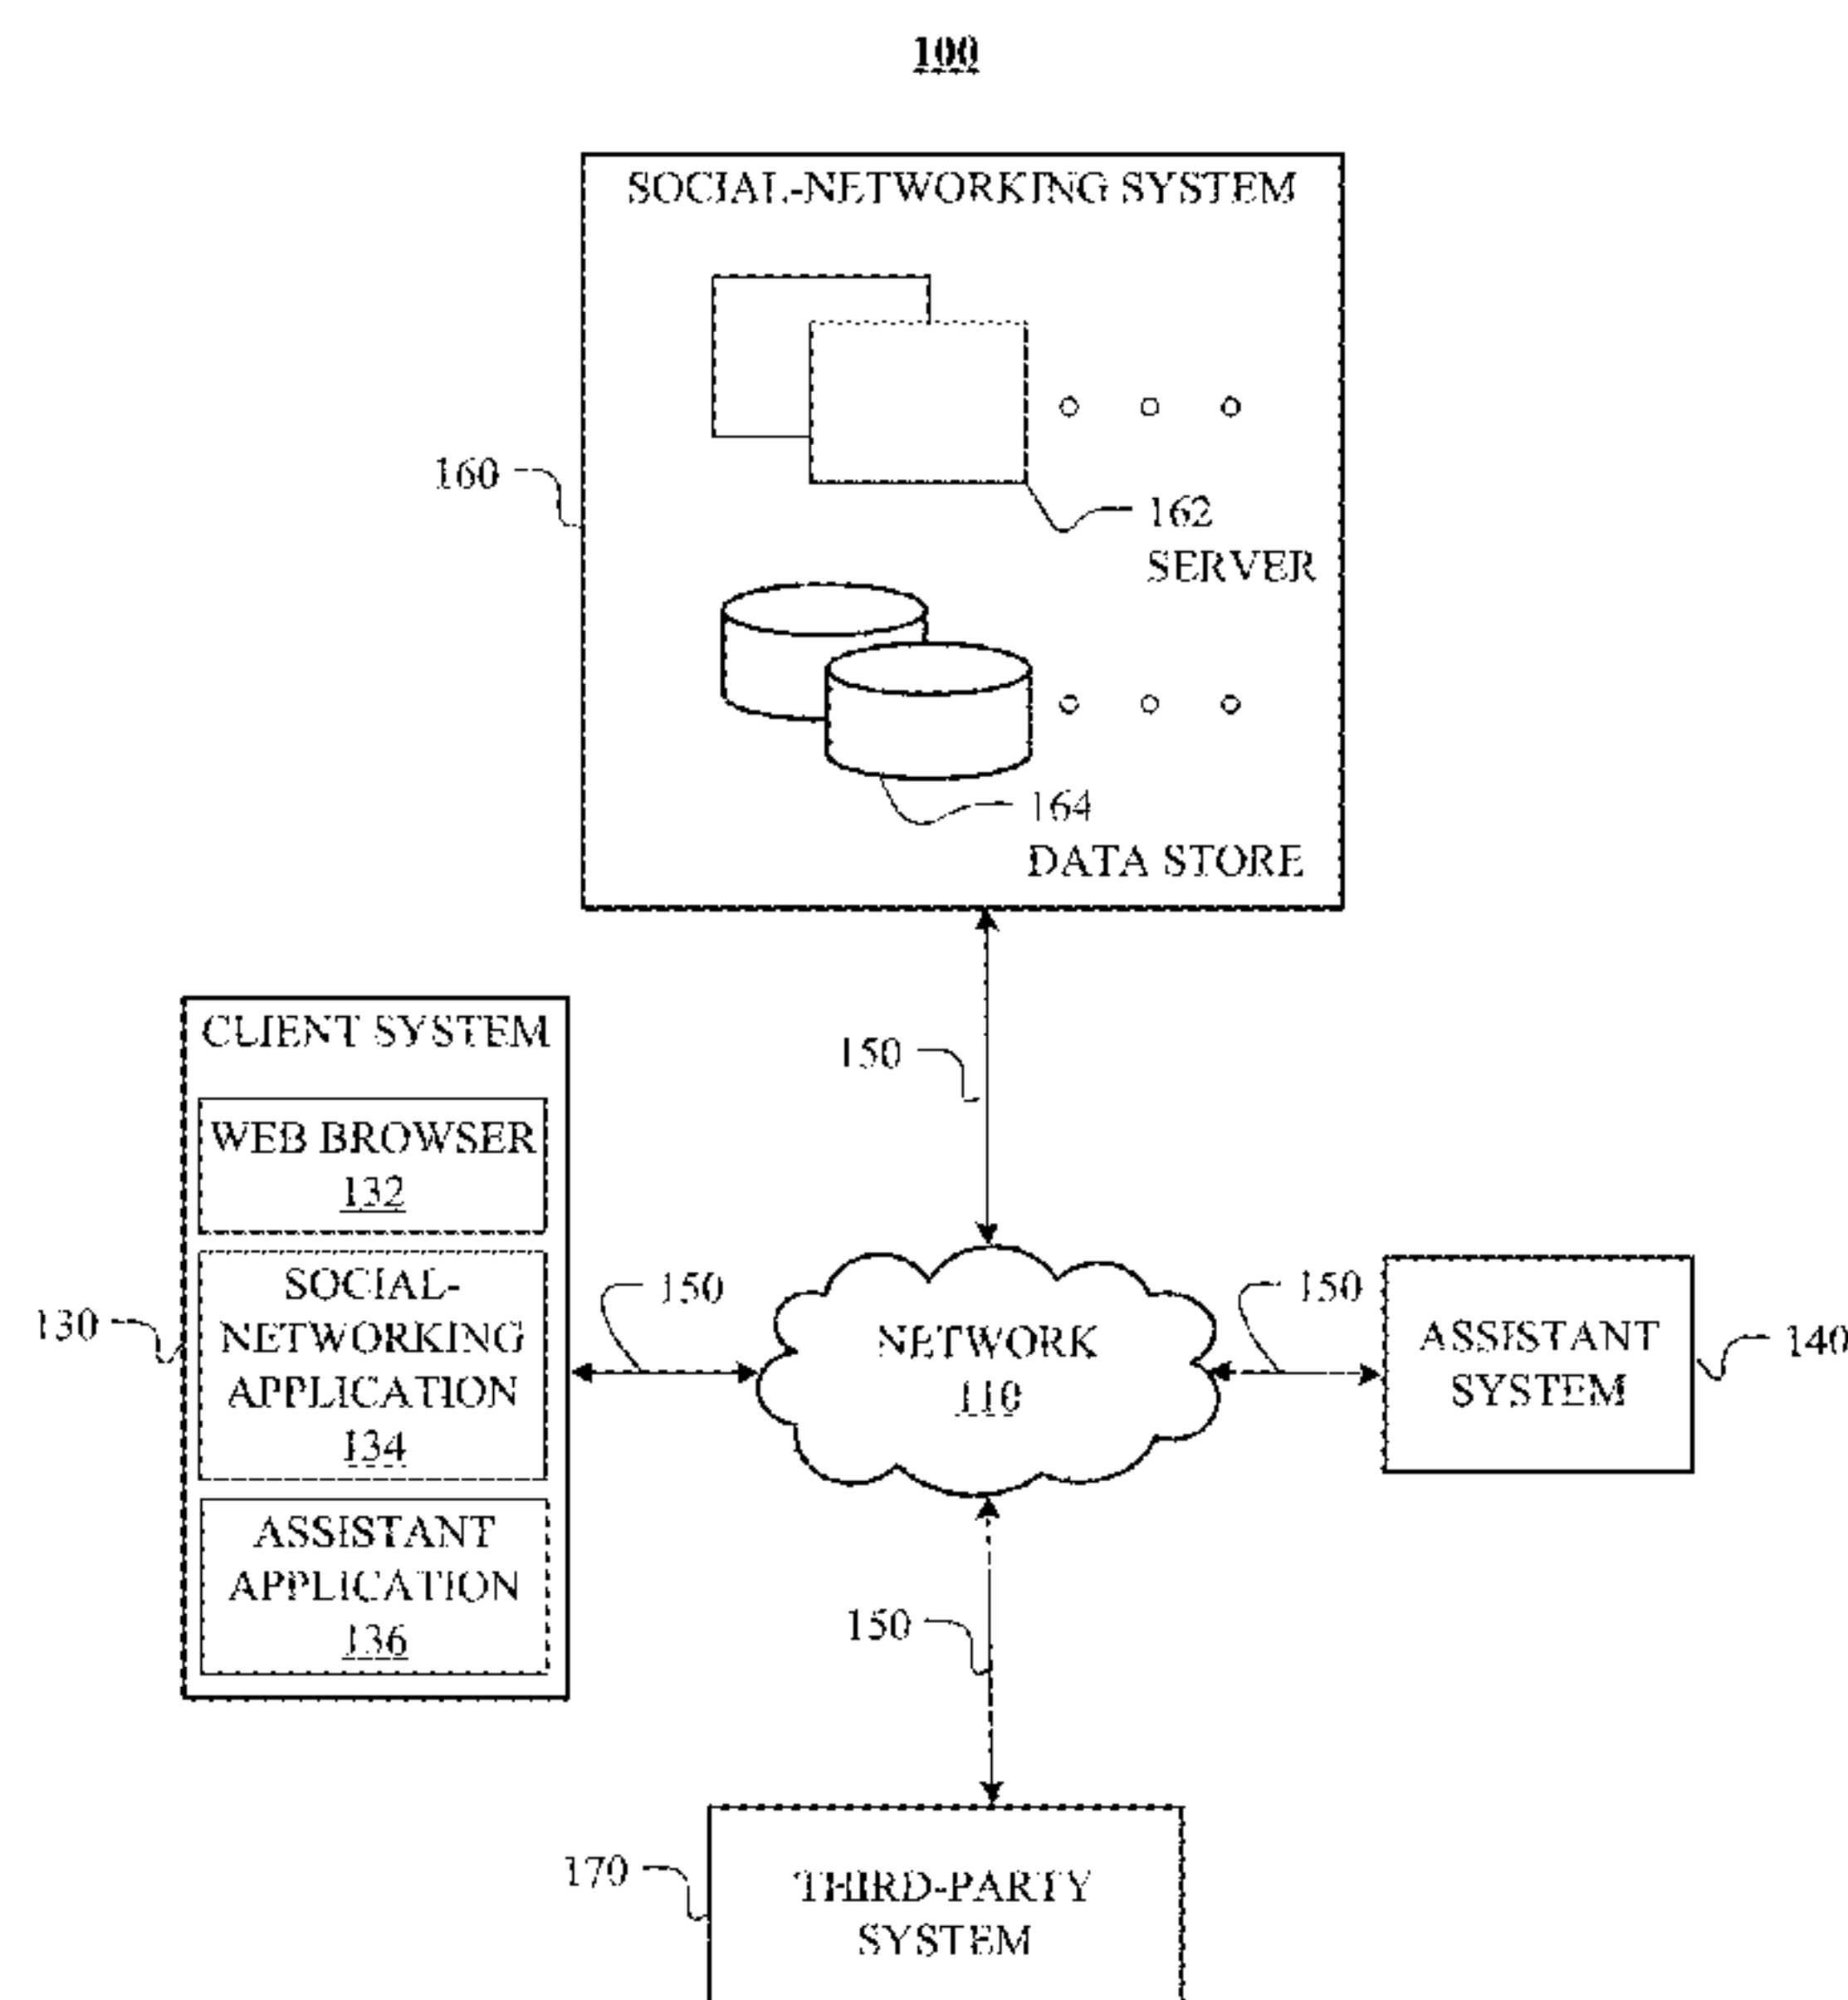 100
SOCIAL-NETWORKING SYSTEM
160
162
SERVER
164
DATA STORE
CLIENT SYSTEM
WEB BROWSER
132
SOCIAL-
NETWORKING
APPLICATION
134
ASSISTANT
APPLICATION
136
130
150
150
NETWORK
110
150
ASSISTANT
SYSTEM
140
150
170
THIRD-PARTY
SYSTEM